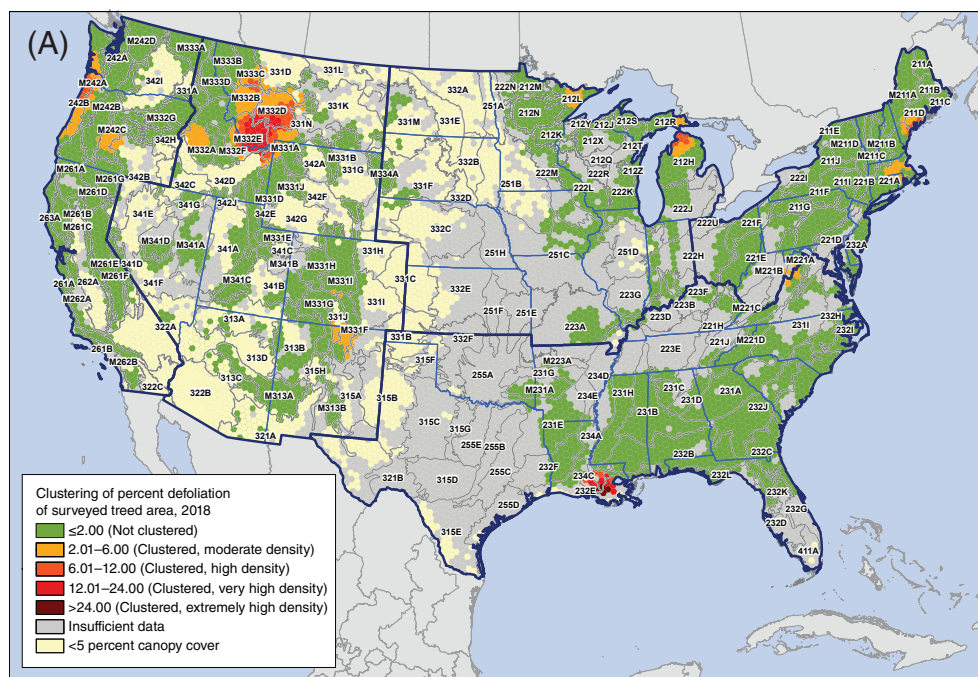 (A)
M242D
242A
M333A
M333B
M333C
331D
331L
332A
222N
212M
212L
211A
M211A
211B
211C
211D
342I
331A
M333D
M332B
M332D
331K
251A
212N
212Y
212J
212S
212R
M242A
242B
M242B
M332G
M332E
331N
331M
331E
212K
212X
212T
212H
211E
M211D
M211B
M211C
M242C
342H
M332A
M332F
M331A
342A
M331B
M334A
332B
212Q
222R
212Z
211J
222M
M261A
M261G
342B
342C
342D
M331J
331G
331F
251B
222L
222K
222I
211I
221B
221A
M261D
342F
332D
222J
211F
263A
M261B
M261C
341E
341G
342J
M331D
342E
342G
332C
222U
211G
M341D
M341A
341A
M331E
341C
M341B
M331H
331H
251H
251C
251D
222H
221F
221E
221D
232A
M261E
341D
M261F
261A
262A
M262A
341F
M341C
341B
M331I
331C
332E
223G
M221A
M221B
M331G
331I
251F
251E
223F
223B
M221C
322A
313A
331J
M331F
223A
223D
221H
232H
232I
231I
261B
M262B
313D
313B
331B
332F
315F
M223A
223E
221J
M221D
322C
322B
313C
315H
255A
231G
M231A
234D
231C
231A
M313A
M313B
315A
315B
315C
315G
234E
231H
231D
231B
232J
321A
231E
234A
255E
255B
232B
232C
321B
315D
255C
232F
234C
232E
232L
232K
255D
232G
232D
315E
411A
Clustering of percent defoliation
of surveyed treed area, 2018
≤2.00 (Not clustered)
2.01–6.00 (Clustered, moderate density)
6.01–12.00 (Clustered, high density)
12.01–24.00 (Clustered, very high density)
>24.00 (Clustered, extremely high density)
Insufficient data
<5 percent canopy cover